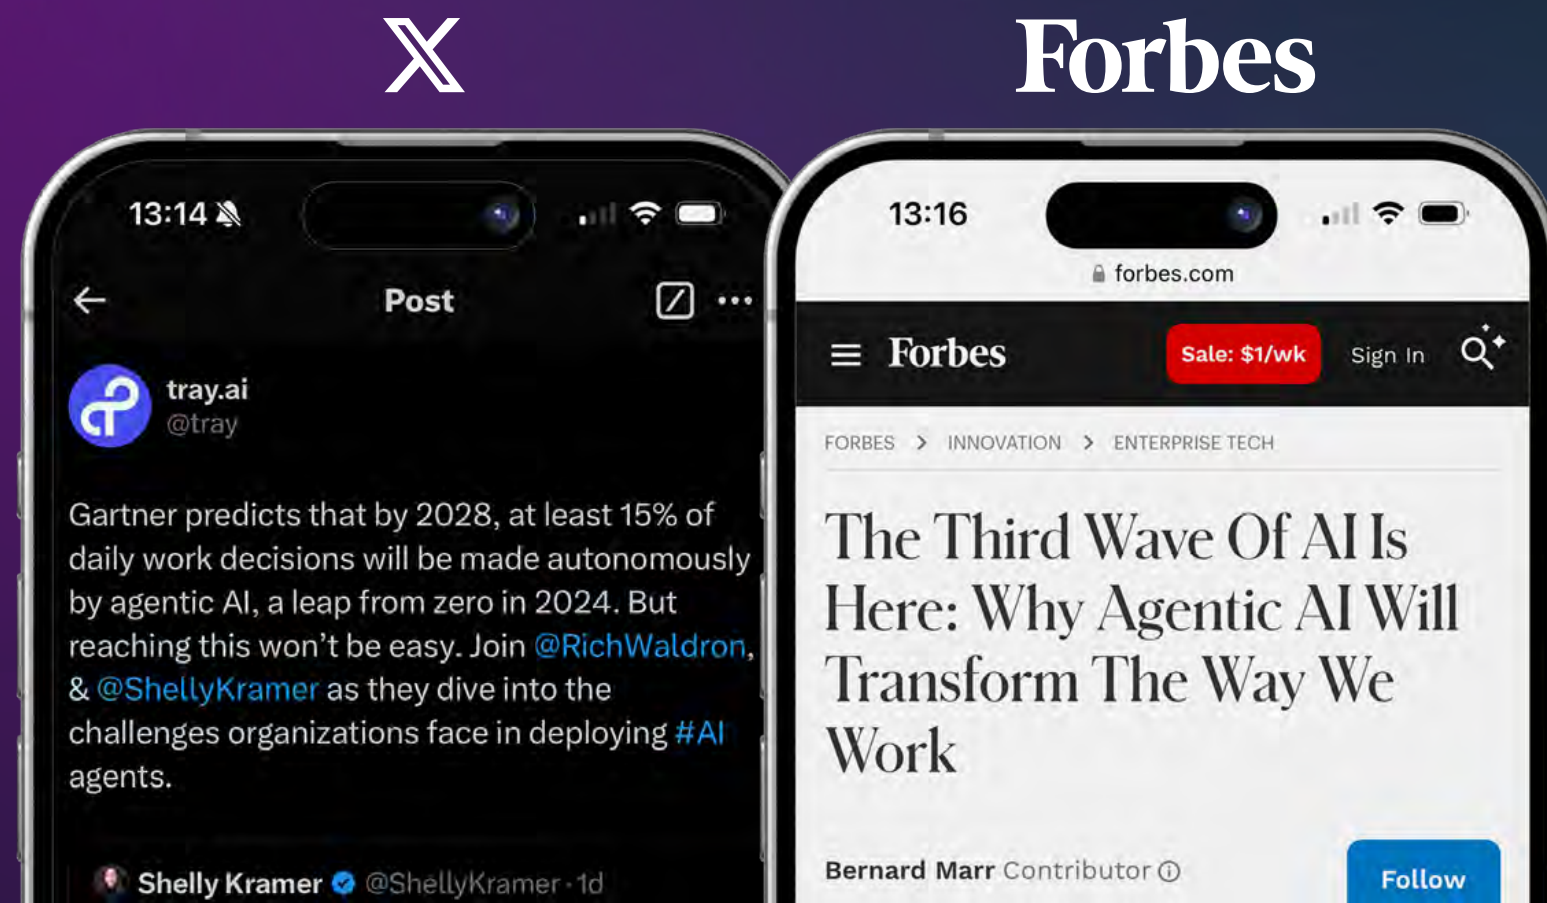 X
Forbes
13:14
Post
tray.ai
@tray
Gartner predicts that by 2028, at least 15% of
daily work decisions will be made autonomously
by agentic AI, a leap from zero in 2024. But
reaching this won’t be easy. Join @RichWaldron,
& @ShellyKramer as they dive into the
challenges organizations face in deploying #AI
agents.
Shelly Kramer @ShellyKramer · 1d
13:16
forbes.com
Forbes
Sale: $1/wk
Sign In
FORBES > INNOVATION > ENTERPRISE TECH
The Third Wave Of AI Is
Here: Why Agentic AI Will
Transform The Way We
Work
Bernard Marr Contributor
Follow